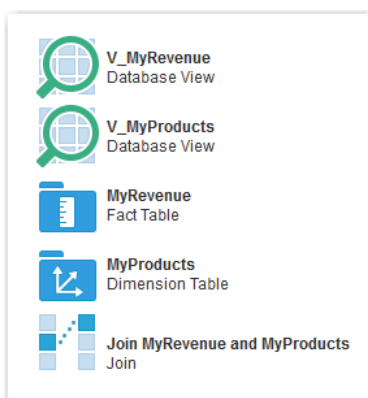 V_MyRevenue
Database View
V_MyProducts
Database View
MyRevenue
Fact Table
MyProducts
Dimension Table
Join MyRevenue and MyProducts
Join